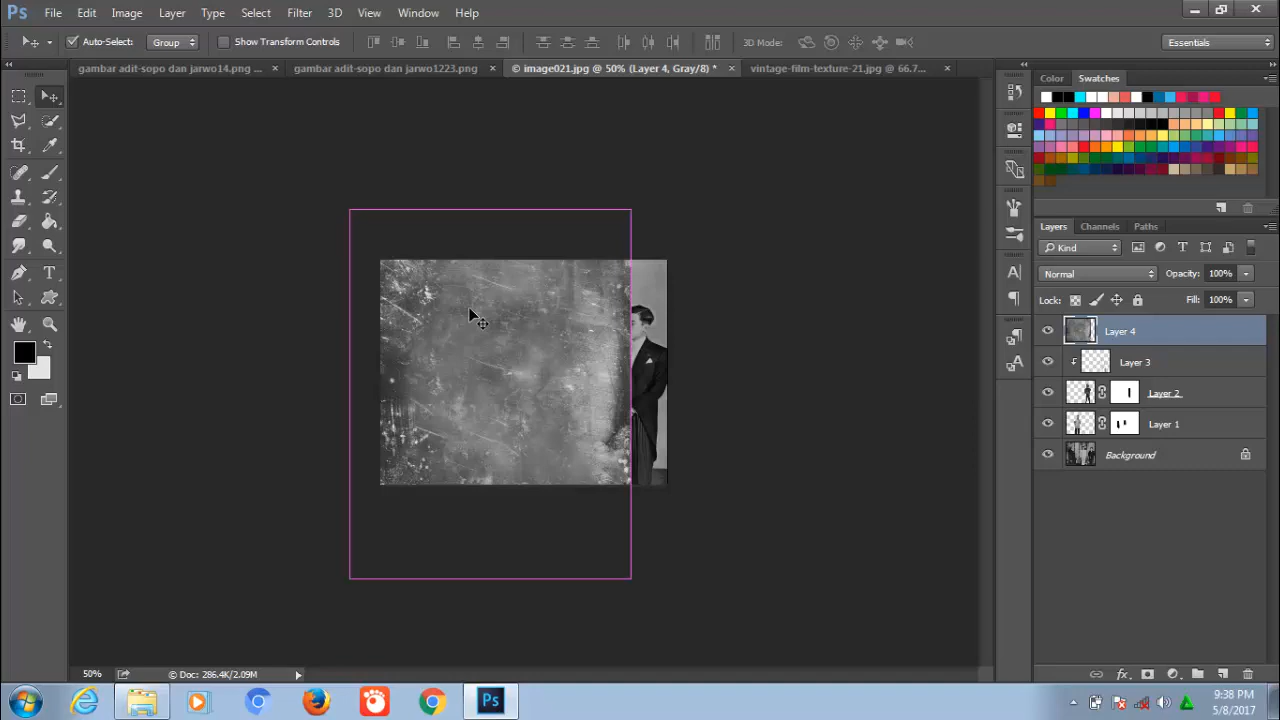 Ps File Edit Image Layer Type Select Filter 3D View Window Help
Auto-Select: Group Show Transform Controls 3D Mode: Essentials
gambar adit-sopo dan jarwo14.png ... × gambar adit-sopo dan jarwo1223.png × © image021.jpg @ 50% (Layer 4, Gray/8) * × vintage-film-texture-21.jpg @ 66.7... ×
Color Swatches
Layers Channels Paths
Kind
Normal Opacity: 100%
Lock: Fill: 100%
Layer 4
Layer 3
Layer 2
Layer 1
Background
50% © Doc: 286.4K/2.09M
Ps
9:38 PM
5/8/2017